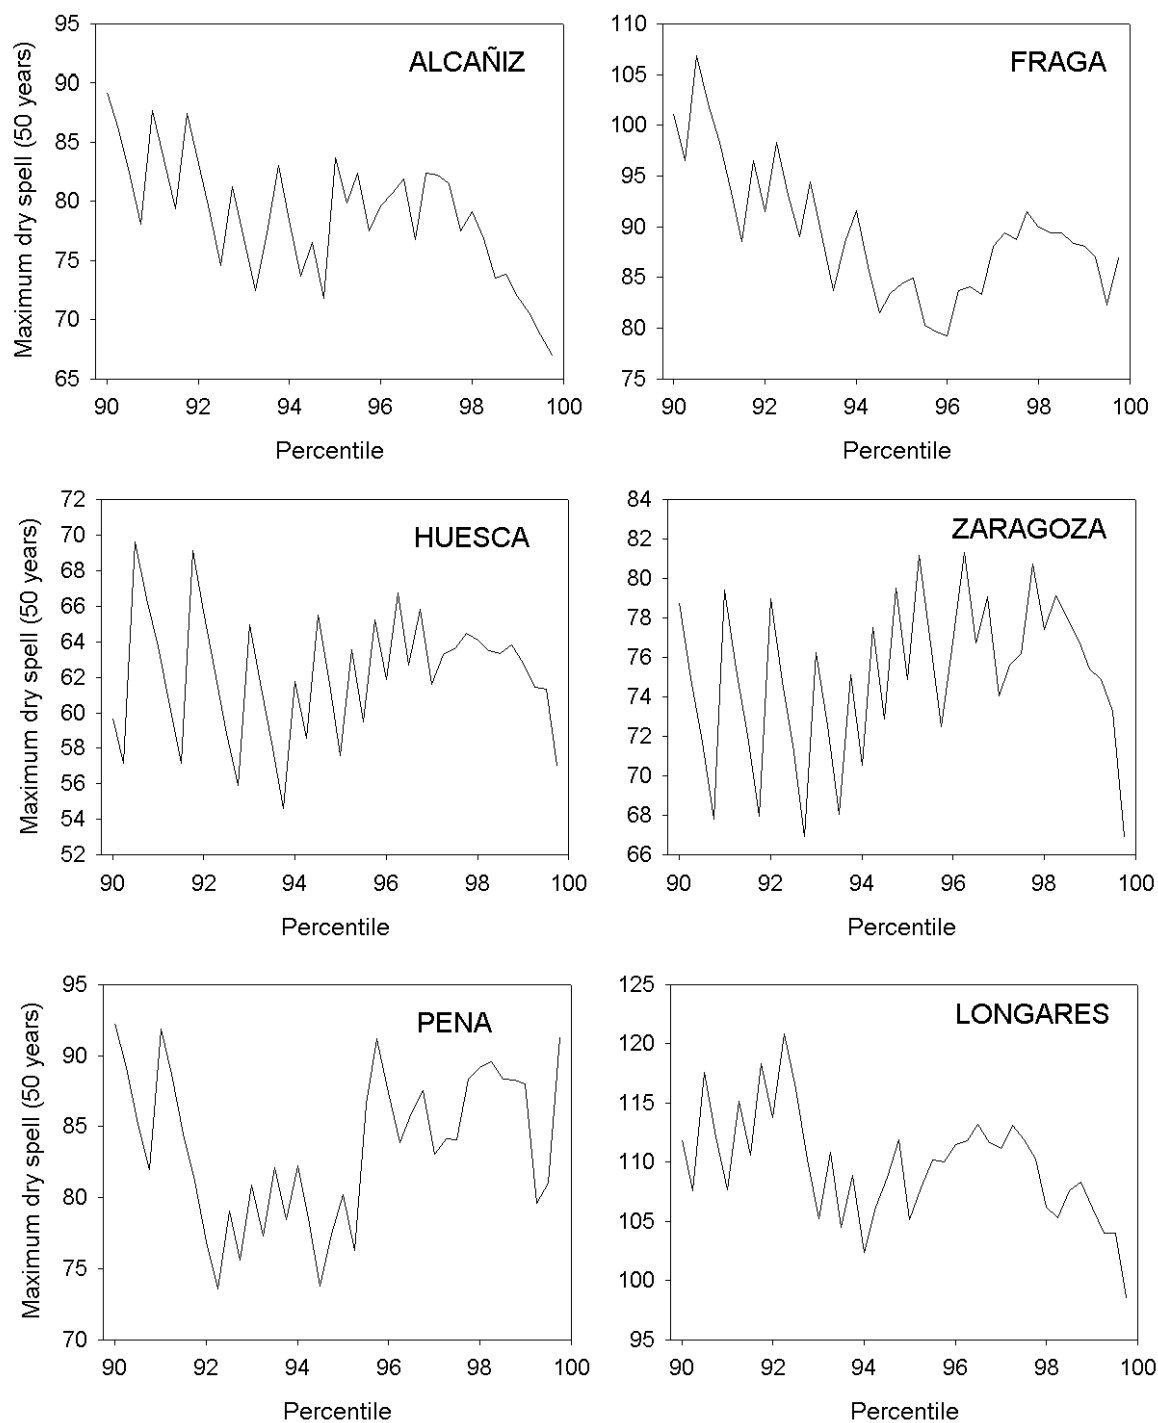 ALCAÑIZ
Maximum dry spell (50 years)
95
90
85
80
75
70
65
90 92 94 96 98 100
Percentile
FRAGA
110
105
100
95
90
85
80
75
90 92 94 96 98 100
Percentile
HUESCA
Maximum dry spell (50 years)
72
70
68
66
64
62
60
58
56
54
52
90 92 94 96 98 100
Percentile
ZARAGOZA
84
82
80
78
76
74
72
70
68
66
90 92 94 96 98 100
Percentile
PENA
Maximum dry spell (50 years)
95
90
85
80
75
70
90 92 94 96 98 100
Percentile
LONGARES
125
120
115
110
105
100
95
90 92 94 96 98 100
Percentile